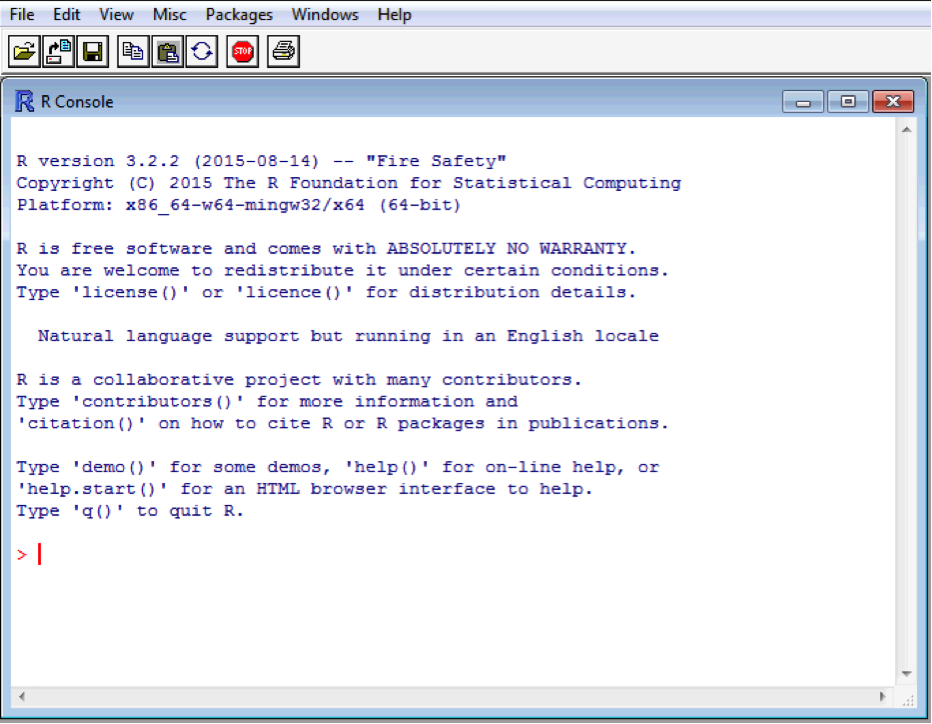 File Edit View Misc Packages Windows Help
STOP
R Console
R version 3.2.2 (2015-08-14) -- "Fire Safety"
Copyright (C) 2015 The R Foundation for Statistical Computing
Platform: x86_64-w64-mingw32/x64 (64-bit)
R is free software and comes with ABSOLUTELY NO WARRANTY.
You are welcome to redistribute it under certain conditions.
Type 'license()' or 'licence()' for distribution details.
Natural language support but running in an English locale
R is a collaborative project with many contributors.
Type 'contributors()' for more information and
'citation()' on how to cite R or R packages in publications.
Type 'demo()' for some demos, 'help()' for on-line help, or
'help.start()' for an HTML browser interface to help.
Type 'q()' to quit R.
>